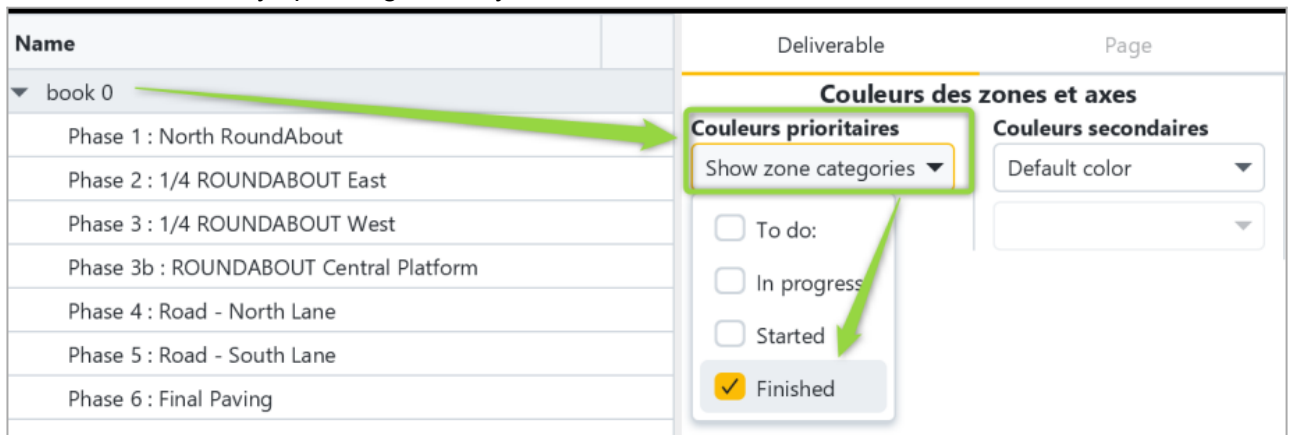 Name
book 0
Phase 1 : North RoundAbout
Phase 2 : 1/4 ROUNDABOUT East
Phase 3 : 1/4 ROUNDABOUT West
Phase 3b : ROUNDABOUT Central Platform
Phase 4 : Road - North Lane
Phase 5 : Road - South Lane
Phase 6 : Final Paving
Deliverable
Page
Couleurs des zones et axes
Couleurs prioritaires
Couleurs secondaires
Show zone categories
Default color
To do:
In progress
Started
Finished